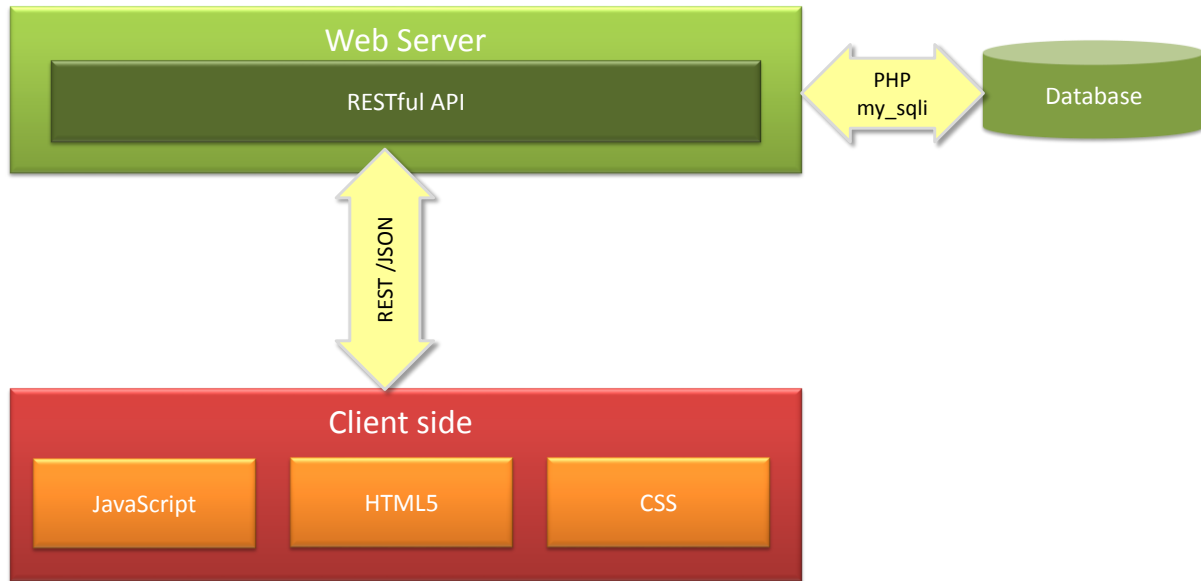 Web Server
RESTful API
PHP
my_sqli
Database
REST /JSON
Client side
JavaScript
HTML5
CSS